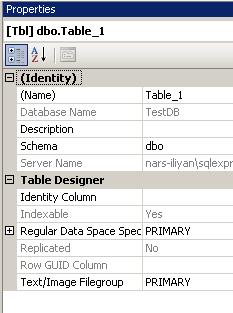 Properties
[Tbl] dbo.Table_1
(Identity)
(Name) Table_1
Database Name TestDB
Description
Schema dbo
Server Name nars-iliyan\sqlexpr
Table Designer
Identity Column
Indexable Yes
Regular Data Space Spec PRIMARY
Replicated No
Row GUID Column
Text/Image Filegroup PRIMARY